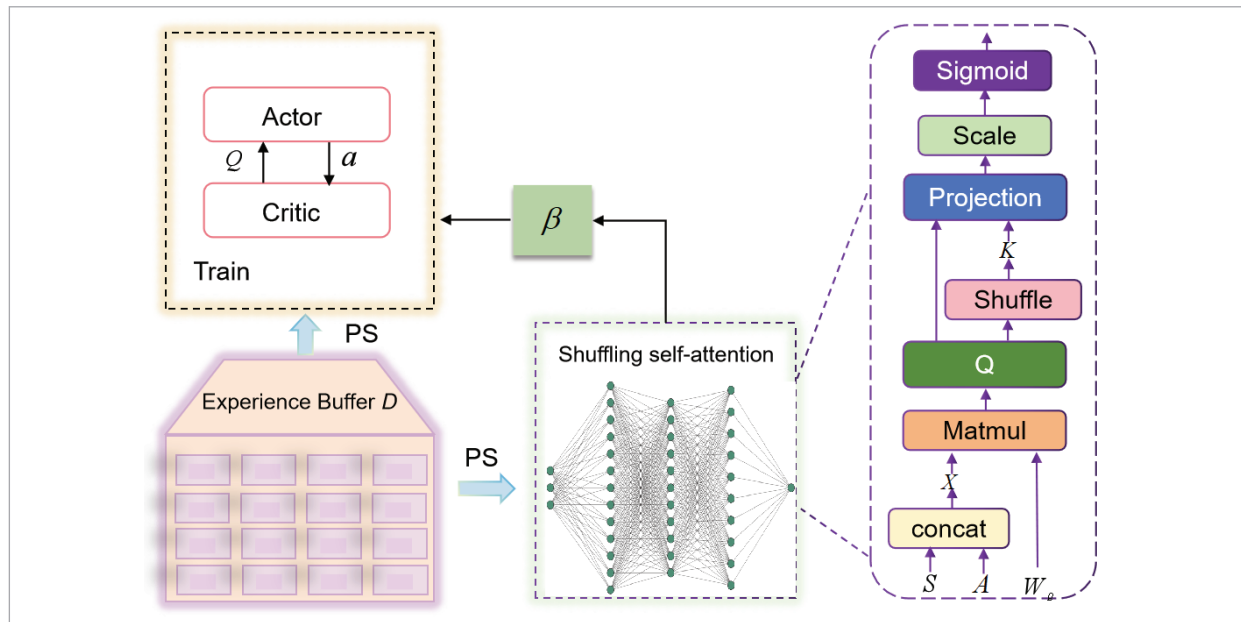 Actor
Q
a
Critic
Train
PS
Experience Buffer D
PS
β
Shuffling self-attention
Sigmoid
Scale
Projection
K
Shuffle
Q
Matmul
X
concat
S A W